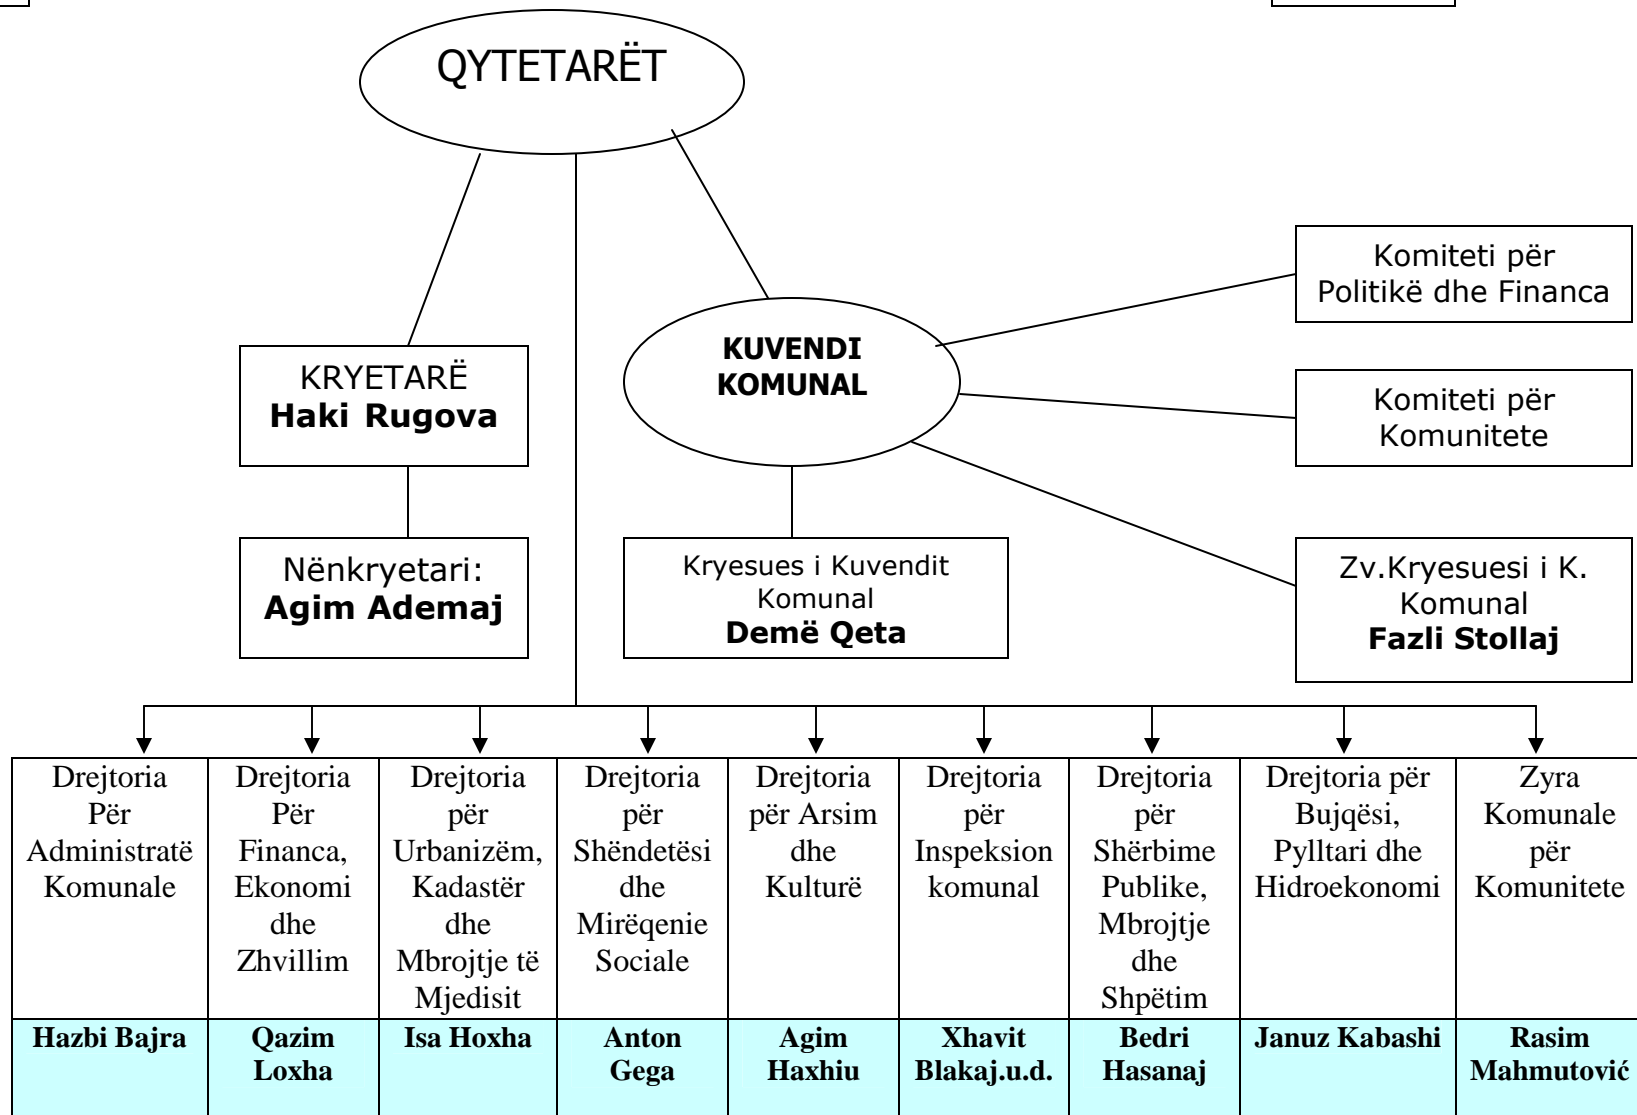 QYTETARËT
Komiteti për
Politikë dhe Financa
KRYETARË
Haki Rugova
KUVENDI
KOMUNAL
Komiteti për
Komunitete
Nënkryetari:
Agim Ademaj
Kryesues i Kuvendit
Komunal
Demë Qeta
Zv.Kryesuesi i K.
Komunal
Fazli Stollaj
Drejtoria
Për
Administratë
Komunale
Drejtoria
Për
Financa,
Ekonomi
dhe
Zhvillim
Drejtoria
për
Urbanizëm,
Kadastër
dhe
Mbrojtje të
Mjedisit
Drejtoria
për
Shëndetësi
dhe
Mirëqenie
Sociale
Drejtoria
për Arsim
dhe
Kulturë
Drejtoria
për
Inspeksion
komunal
Drejtoria
për
Shërbime
Publike,
Mbrojtje
dhe
Shpëtim
Drejtoria për
Bujqësi,
Pylltari dhe
Hidroekonomi
Zyra
Komunale
për
Komunitete
Hazbi Bajra
Qazim
Loxha
Isa Hoxha
Anton
Gega
Agim
Haxhiu
Xhavit
Blakaj.u.d.
Bedri
Hasanaj
Januz Kabashi
Rasim
Mahmutović